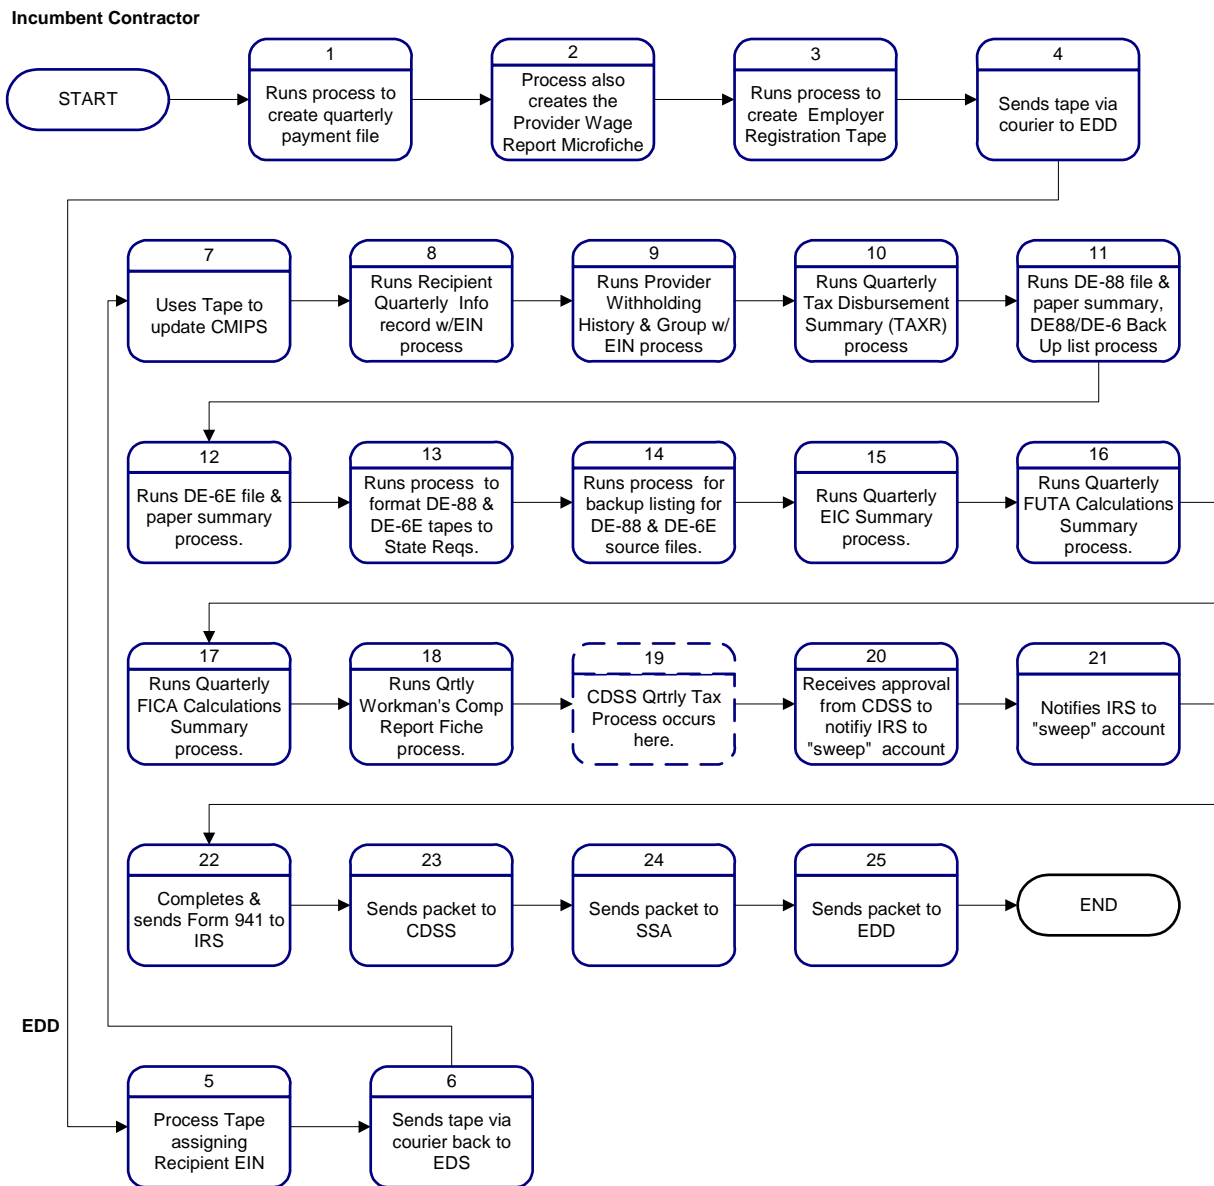 Incumbent Contractor
START
1
Runs process to
create quarterly
payment file
2
Process also
creates the
Provider Wage
Report Microfiche
3
Runs process to
create Employer
Registration Tape
4
Sends tape via
courier to EDD
7
Uses Tape to
update CMIPS
8
Runs Recipient
Quarterly Info
record w/EIN
process
9
Runs Provider
Withholding
History & Group w/
EIN process
10
Runs Quarterly
Tax Disbursement
Summary (TAXR)
process
11
Runs DE-88 file &
paper summary,
DE88/DE-6 Back
Up list process
12
Runs DE-6E file &
paper summary
process.
13
Runs process to
format DE-88 &
DE-6E tapes to
State Reqs.
14
Runs process for
backup listing for
DE-88 & DE-6E
source files.
15
Runs Quarterly
EIC Summary
process.
16
Runs Quarterly
FUTA Calculations
Summary
process.
17
Runs Quarterly
FICA Calculations
Summary
process.
18
Runs Qrtly
Workman's Comp
Report Fiche
process.
19
CDSS Qrtrly Tax
Process occurs
here.
20
Receives approval
from CDSS to
notifiy IRS to
"sweep" account
21
Notifies IRS to
"sweep" account
22
Completes &
sends Form 941 to
IRS
23
Sends packet to
CDSS
24
Sends packet to
SSA
25
Sends packet to
EDD
END
EDD
5
Process Tape
assigning
Recipient EIN
6
Sends tape via
courier back to
EDS